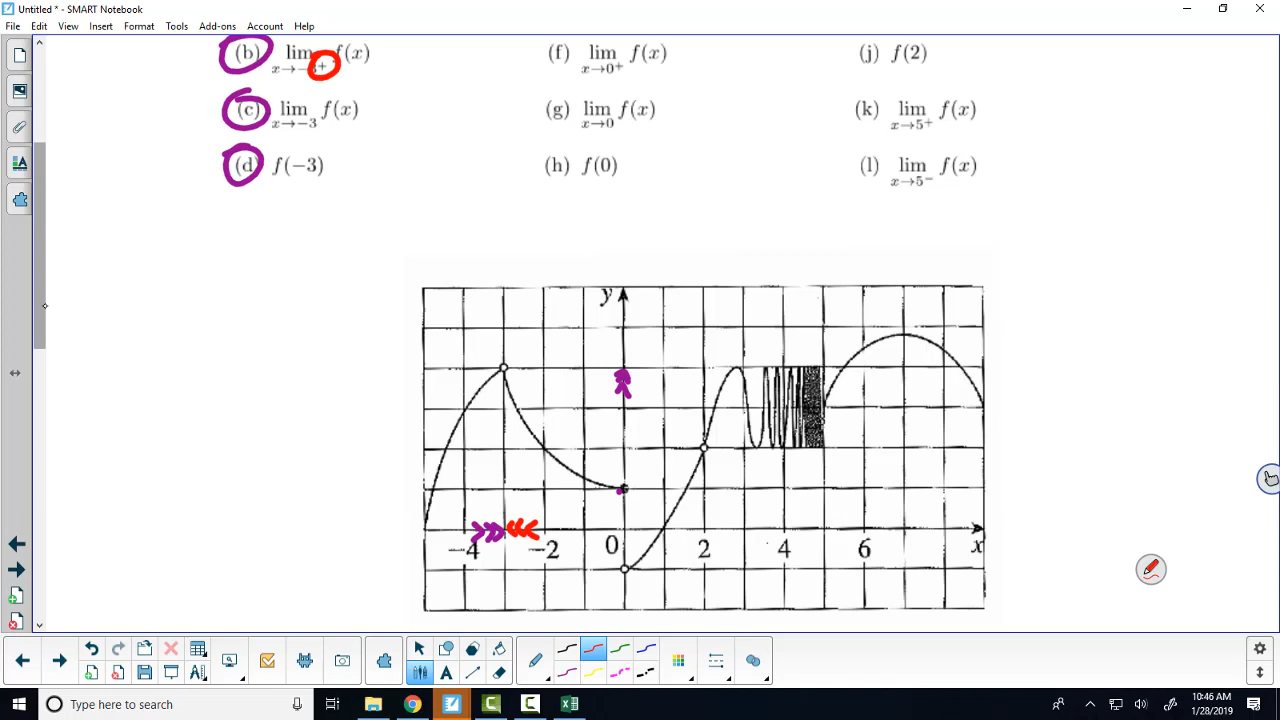 Untitled * - SMART Notebook
File Edit View Insert Format Tools Add-ons Account Help
(b) lim x→−3⁺ f(x) (f) lim x→0⁺ f(x) (j) f(2)
(c) lim x→−3 f(x) (g) lim x→0 f(x) (k) lim x→5⁺ f(x)
(d) f(−3) (h) f(0) (l) lim x→5⁻ f(x)
y
−4 −2 0 2 4 6 x
Type here to search
10:46 AM
1/28/2019